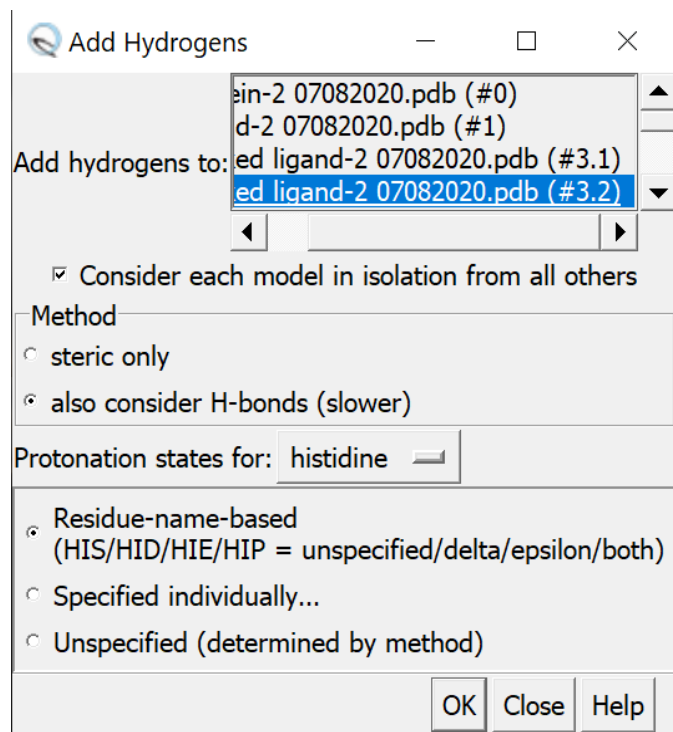 Add Hydrogens
ein-2 07082020.pdb (#0)
d-2 07082020.pdb (#1)
Add hydrogens to:
ed ligand-2 07082020.pdb (#3.1)
ed ligand-2 07082020.pdb (#3.2)
Consider each model in isolation from all others
Method
steric only
also consider H-bonds (slower)
Protonation states for: histidine
Residue-name-based
(HIS/HID/HIE/HIP = unspecified/delta/epsilon/both)
Specified individually...
Unspecified (determined by method)
OK Close Help